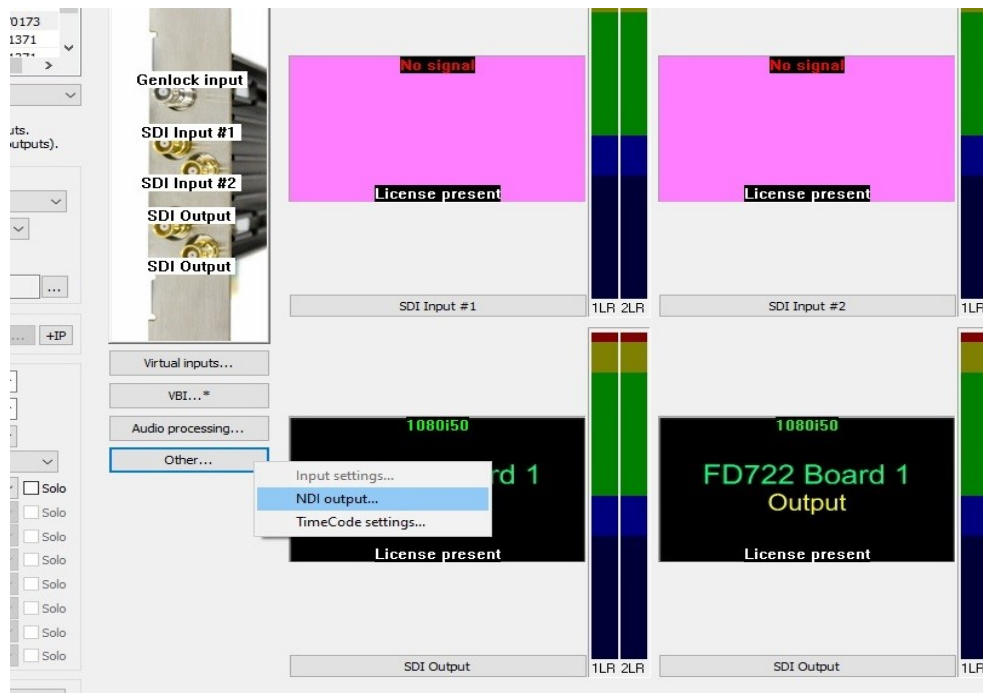 0173
1371
uts.
utputs).
...
... +IP
Solo
Solo
Solo
Solo
Solo
Solo
Solo
Solo
Genlock input
SDI Input #1
SDI Input #2
SDI Output
SDI Output
Virtual inputs...
VBI...*
Audio processing...
Other...
Input settings...
NDI output...
TimeCode settings...
No signal
License present
SDI Input #1
1LR 2LR
No signal
License present
SDI Input #2
1LR
1080i50
rd 1
License present
SDI Output
1LR 2LR
1080i50
FD722 Board 1
Output
License present
SDI Output
1LR